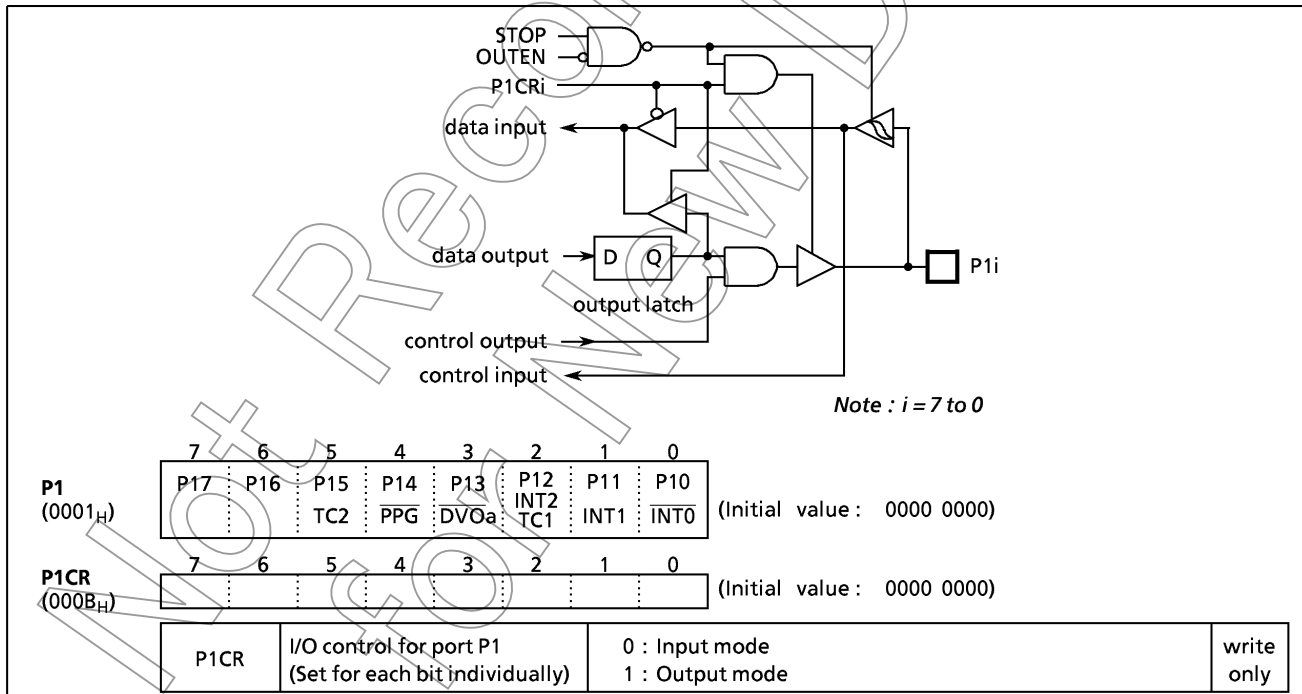 STOP
OUTEN
P1CRi
data input
data output
D Q
P1i
output latch
control output
control input
Note : i = 7 to 0
7 6 5 4 3 2 1 0
P1
(0001H)
P17 P16 P15 P14 P13 P12 P11 P10
INT2
TC2 PPG DVOa TC1 INT1 INT0
(Initial value : 0000 0000)
7 6 5 4 3 2 1 0
P1CR
(000BH)
(Initial value : 0000 0000)
P1CR
I/O control for port P1
(Set for each bit individually)
0 : Input mode
1 : Output mode
write
only
Not Recom
for New D